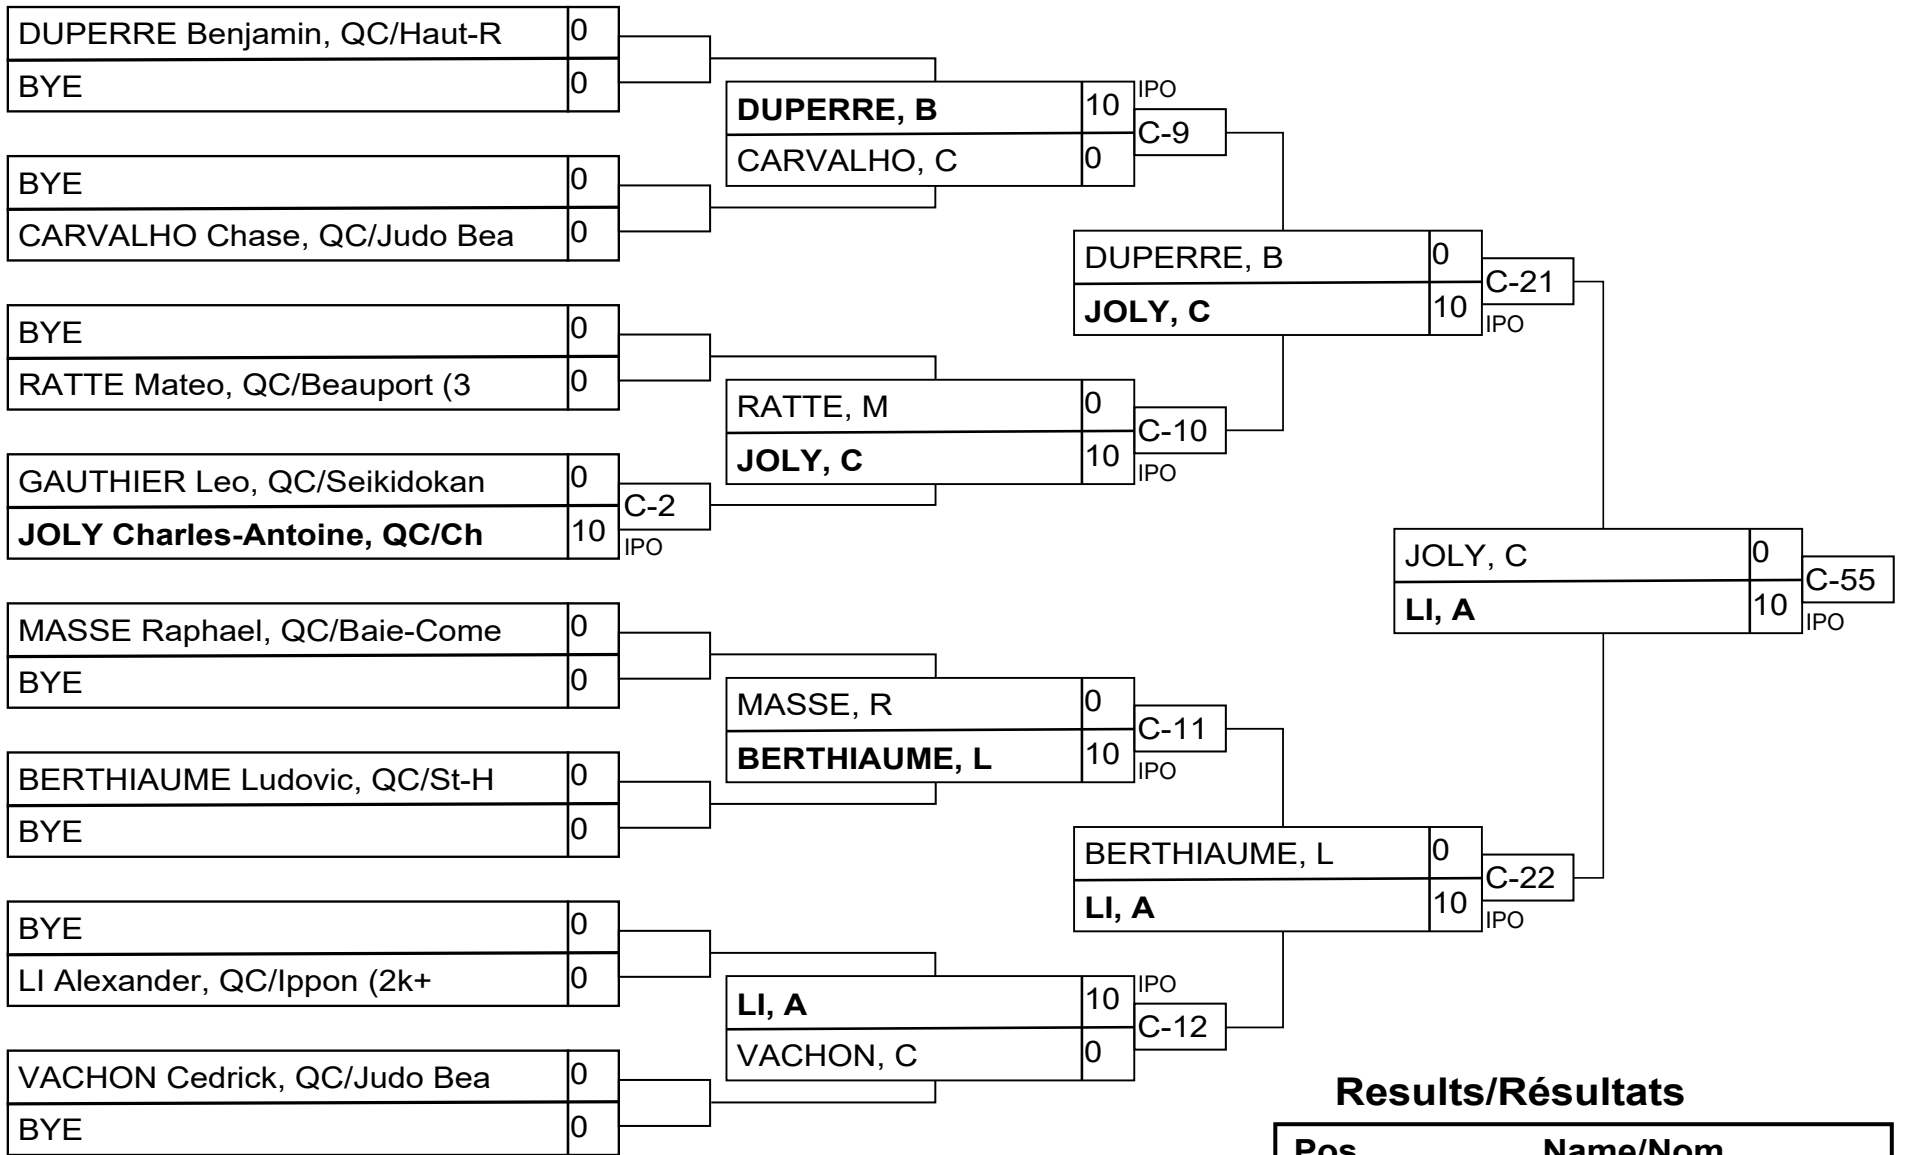 DUPERRE Benjamin, QC/Haut-R 0
BYE 0
BYE 0
CARVALHO Chase, QC/Judo Bea 0
BYE 0
RATTE Mateo, QC/Beauport (3 0
GAUTHIER Leo, QC/Seikidokan 0
C-2
JOLY Charles-Antoine, QC/Ch 10
IPO
MASSE Raphael, QC/Baie-Come 0
BYE 0
BERTHIAUME Ludovic, QC/St-H 0
BYE 0
BYE 0
LI Alexander, QC/Ippon (2k+ 0
VACHON Cedrick, QC/Judo Bea 0
BYE 0
IPO
DUPERRE, B 10
C-9
CARVALHO, C 0
RATTE, M 0
C-10
JOLY, C 10
IPO
MASSE, R 0
C-11
BERTHIAUME, L 10
IPO
IPO
LI, A 10
C-12
VACHON, C 0
DUPERRE, B 0
C-21
JOLY, C 10
IPO
BERTHIAUME, L 0
C-22
LI, A 10
IPO
JOLY, C 0
C-55
LI, A 10
IPO
Results/Résultats
Pos Name/Nom